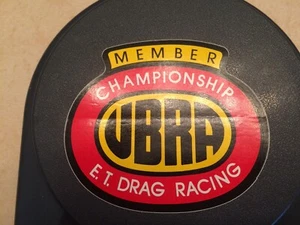 MEMBER
CHAMPIONSHIP
UBRA
E.T. DRAG RACING